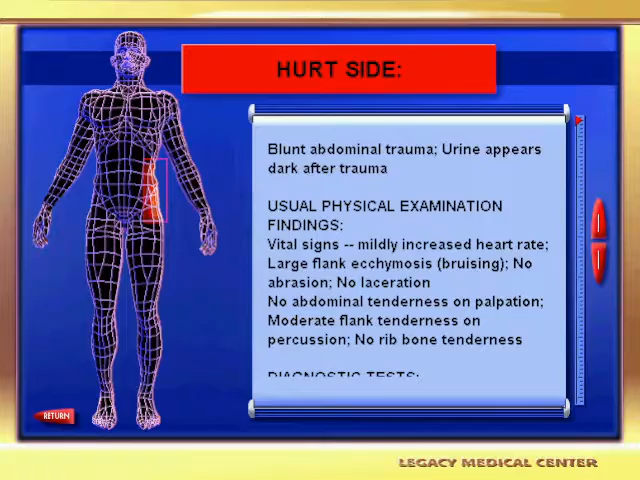 HURT SIDE:
Blunt abdominal trauma; Urine appears
dark after trauma
USUAL PHYSICAL EXAMINATION
FINDINGS:
Vital signs -- mildly increased heart rate;
Large flank ecchymosis (bruising); No
abrasion; No laceration
No abdominal tenderness on palpation;
Moderate flank tenderness on
percussion; No rib bone tenderness
DIAGNOSTIC TESTS:
RETURN
LEGACY MEDICAL CENTER